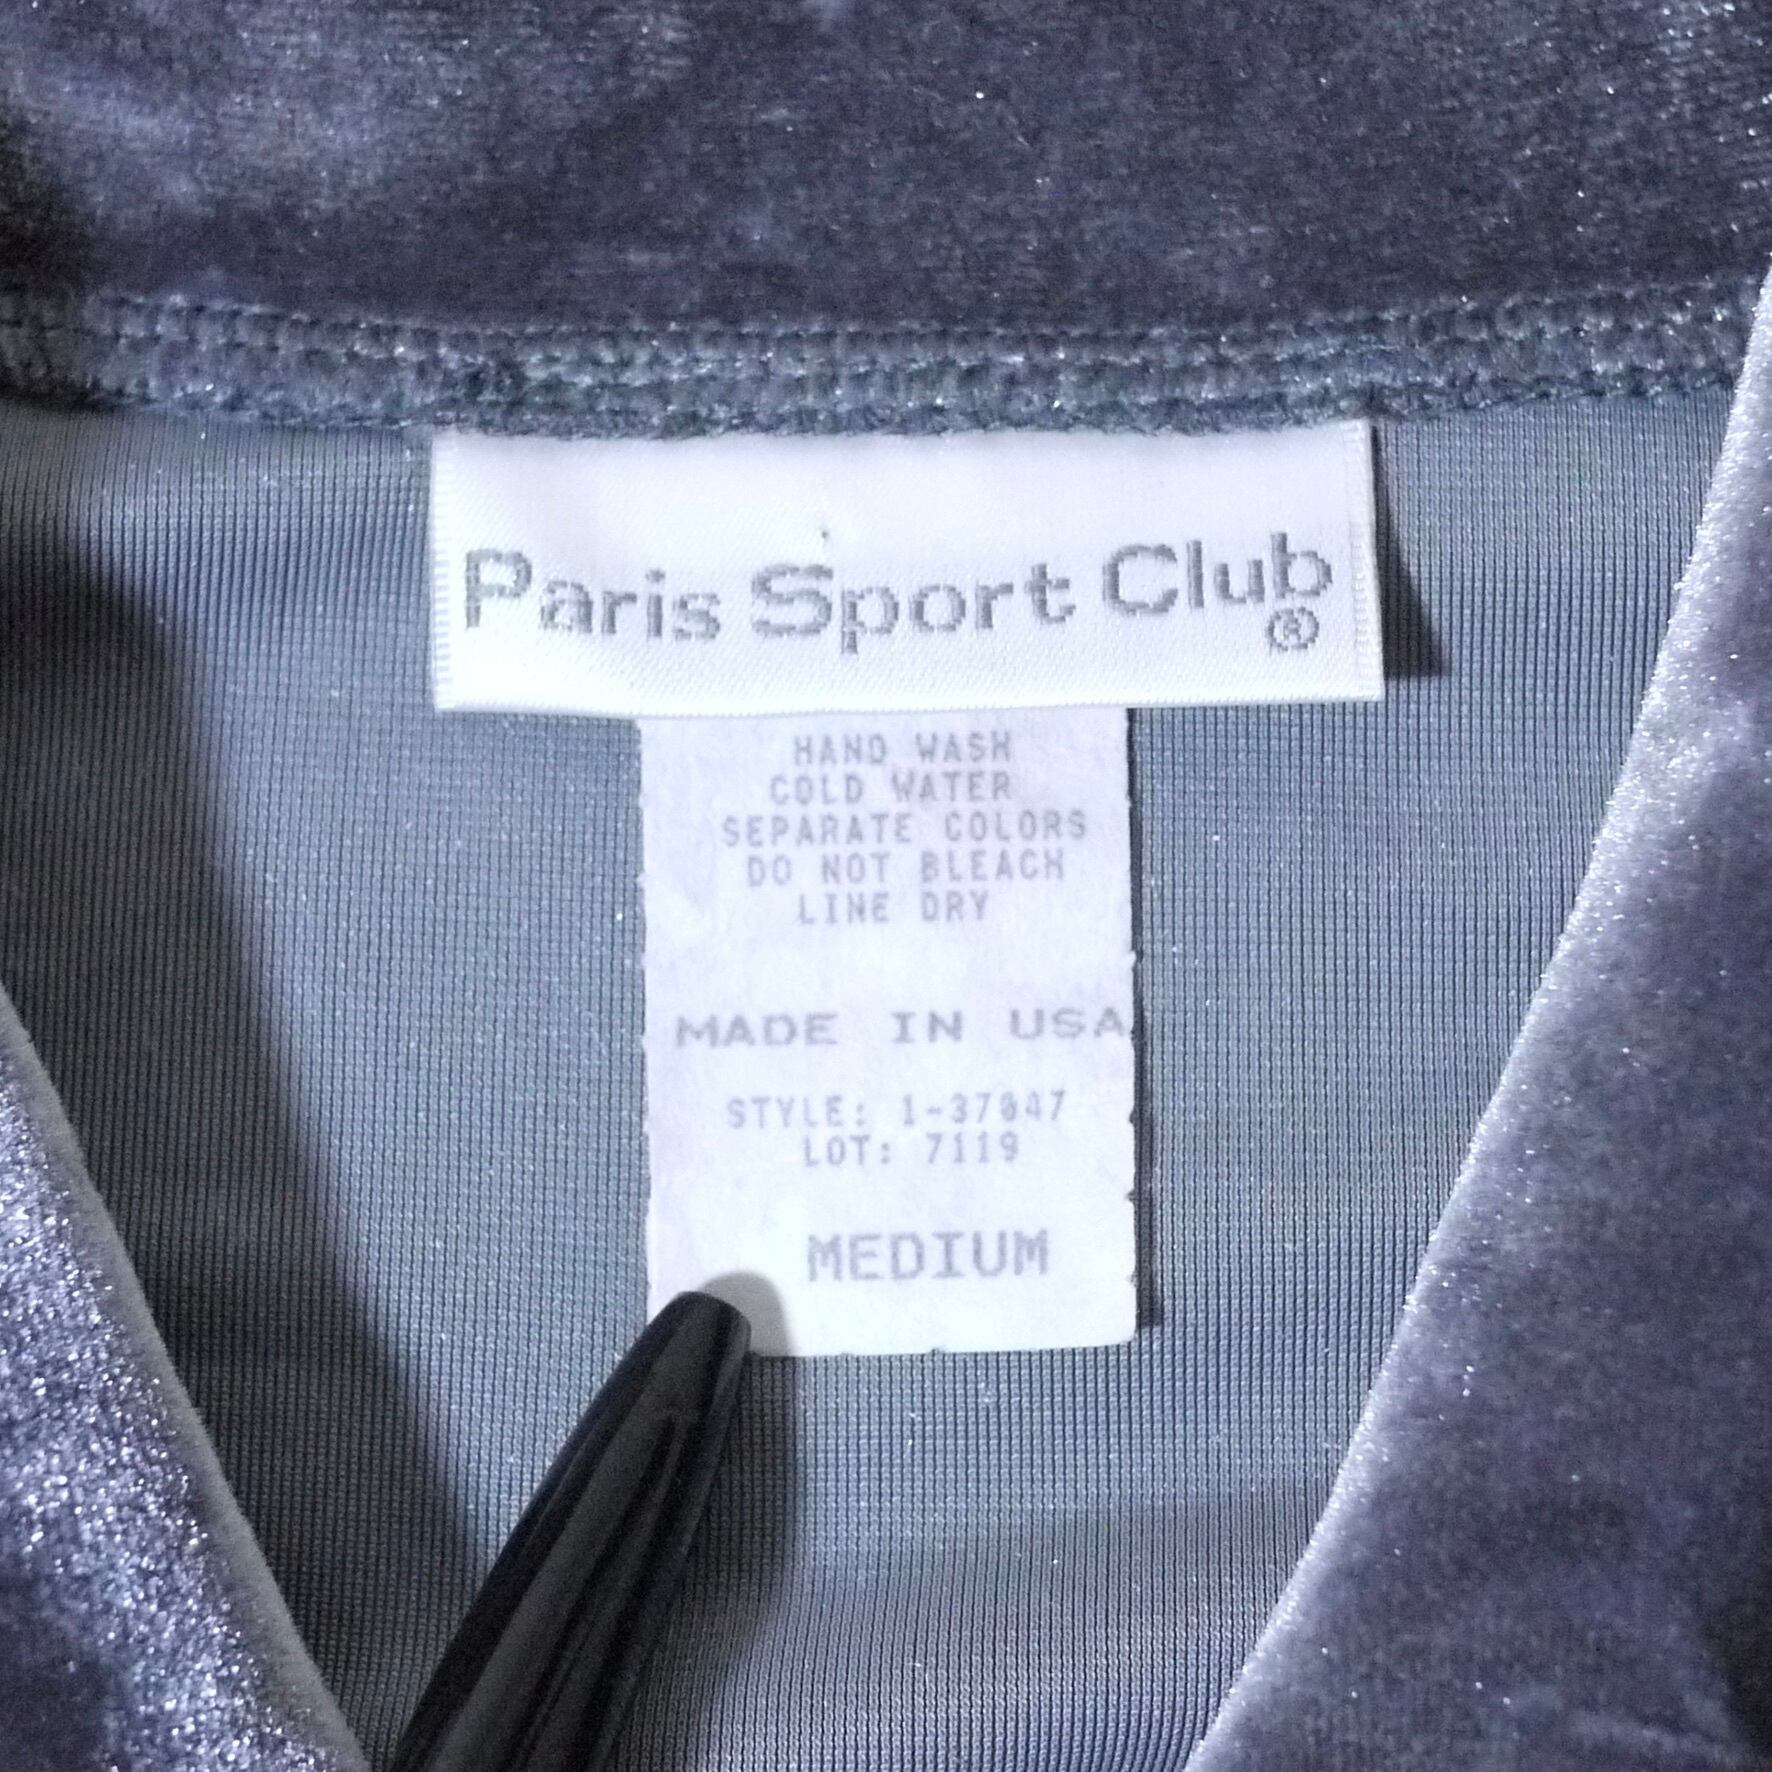 Paris Sport Club
®
HAND WASH
COLD WATER
SEPARATE COLORS
DO NOT BLEACH
LINE DRY
MADE IN USA
STYLE: 1-37047
LOT: 7119
MEDIUM